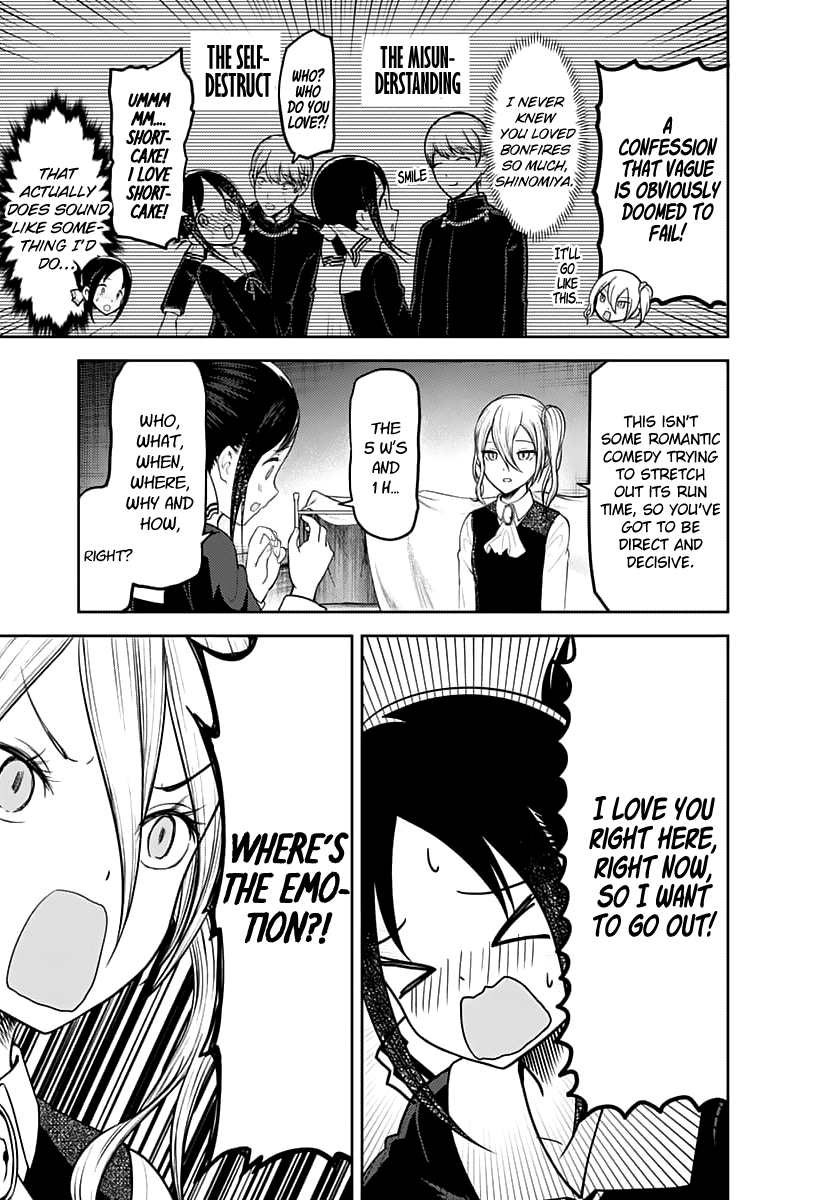 A
CONFESSION
THAT VAGUE
IS OBVIOUSLY
DOOMED TO
FAIL!
IT'LL
GO
LIKE
THIS...
THE MISUN-
DERSTANDING
I NEVER
KNEW
YOU LOVED
BONFIRES
SO MUCH,
SHINOMIYA.
SMILE
THE SELF-
DESTRUCT
WHO?
WHO
DO YOU
LOVE?!
UMMM
MM....
SHORT-
CAKE!
I LOVE
SHORT-
CAKE!
THAT
ACTUALLY
DOES SOUND
LIKE SOME-
THING I'D
DO...
THIS ISN'T
SOME ROMANTIC
COMEDY TRYING
TO STRETCH
OUT ITS RUN
TIME, SO YOU'VE
GOT TO BE
DIRECT AND
DECISIVE.
THE
5 W'S
AND
1 H...
WHO,
WHAT,
WHEN,
WHERE,
WHY AND
HOW,
RIGHT?
I LOVE YOU
RIGHT HERE,
RIGHT NOW,
SO I WANT
TO GO OUT!
WHERE'S
THE EMO-
TION?!